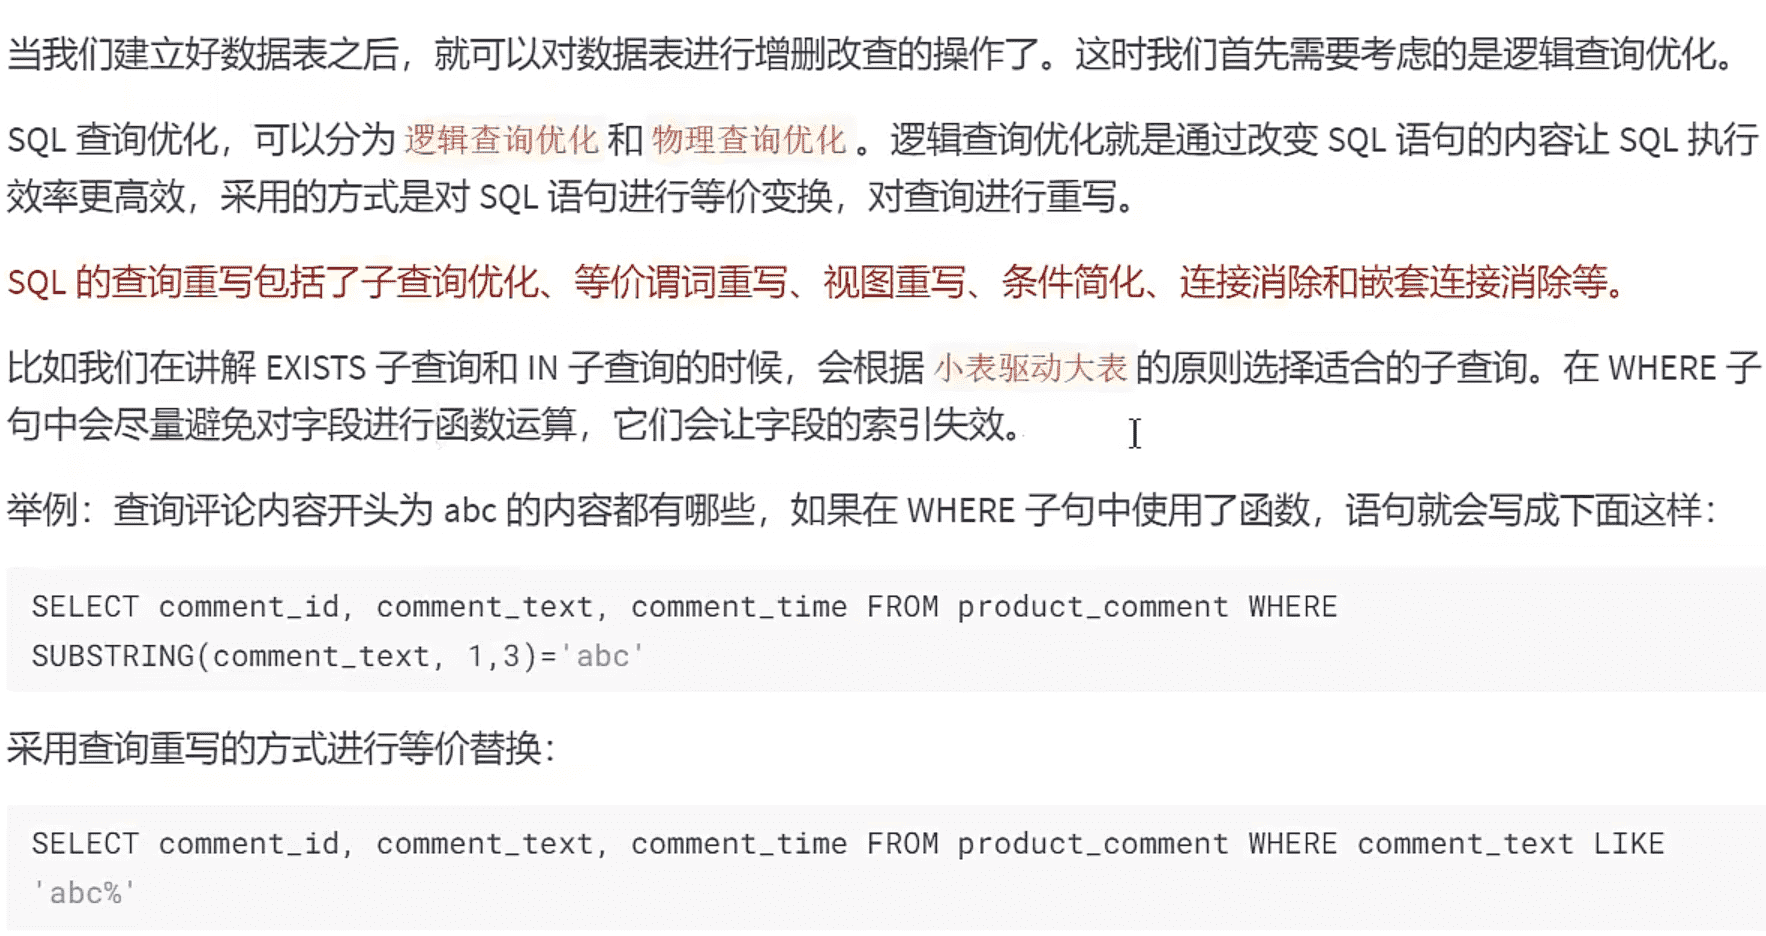 当我们建立好数据表之后，就可以对数据表进行增删改查的操作了。这时我们首先需要考虑的是逻辑查询优化。
SQL 查询优化，可以分为 逻辑查询优化 和 物理查询优化 。逻辑查询优化就是通过改变 SQL 语句的内容让 SQL 执行
效率更高效，采用的方式是对 SQL 语句进行等价变换，对查询进行重写。
SQL 的查询重写包括了子查询优化、等价谓词重写、视图重写、条件简化、连接消除和嵌套连接消除等。
比如我们在讲解 EXISTS 子查询和 IN 子查询的时候，会根据 小表驱动大表 的原则选择适合的子查询。在 WHERE 子
句中会尽量避免对字段进行函数运算，它们会让字段的索引失效。
举例：查询评论内容开头为 abc 的内容都有哪些，如果在 WHERE 子句中使用了函数，语句就会写成下面这样：
SELECT comment_id, comment_text, comment_time FROM product_comment WHERE
SUBSTRING(comment_text, 1,3)='abc'
采用查询重写的方式进行等价替换：
SELECT comment_id, comment_text, comment_time FROM product_comment WHERE comment_text LIKE
'abc%'